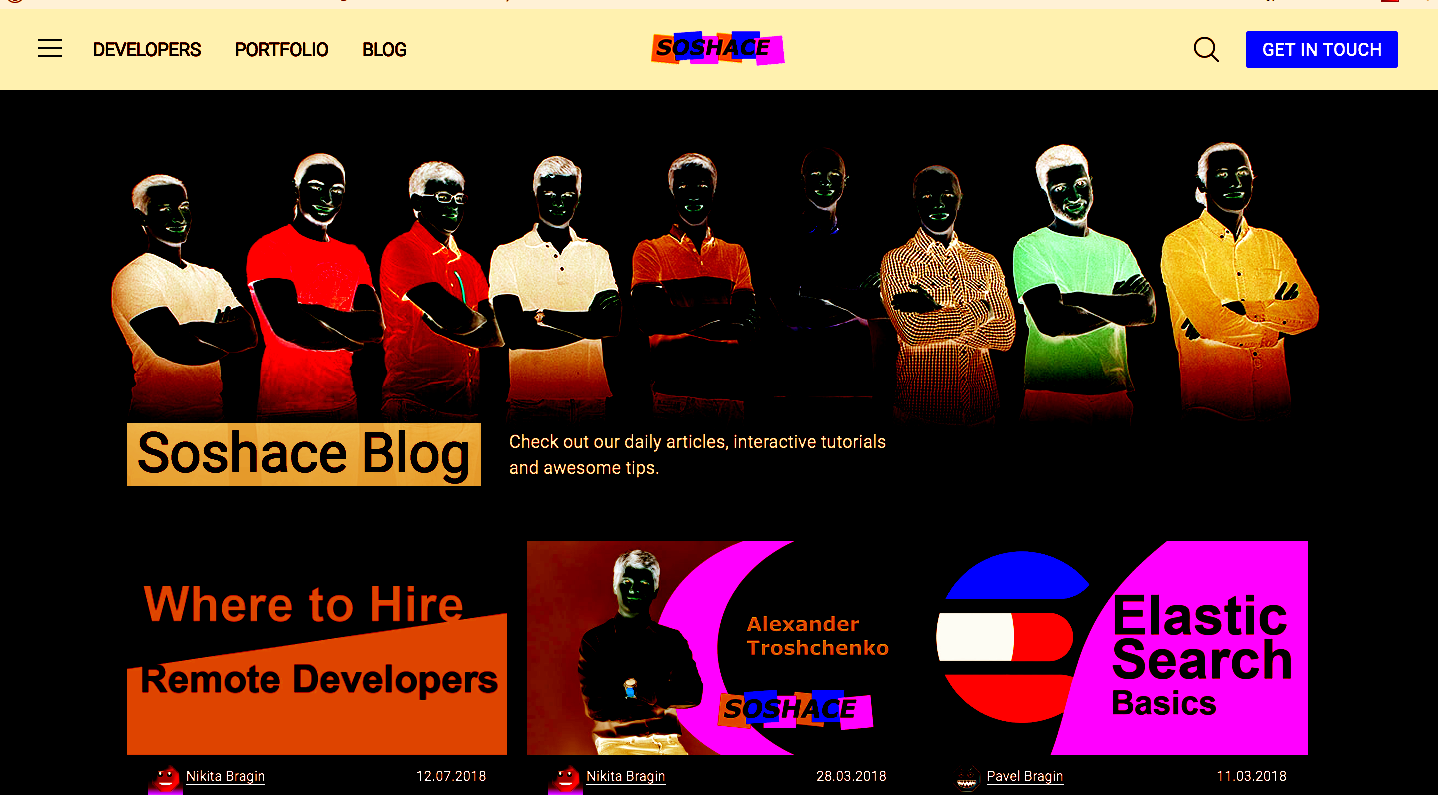 DEVELOPERS PORTFOLIO BLOG SOSHACE GET IN TOUCH
Soshace Blog
Check out our daily articles, interactive tutorials
and awesome tips.
Where to Hire
Remote Developers
Alexander
Troshchenko
SOSHACE
Elastic
Search
Basics
Nikita Bragin 12.07.2018
Nikita Bragin 28.03.2018
Pavel Bragin 11.03.2018